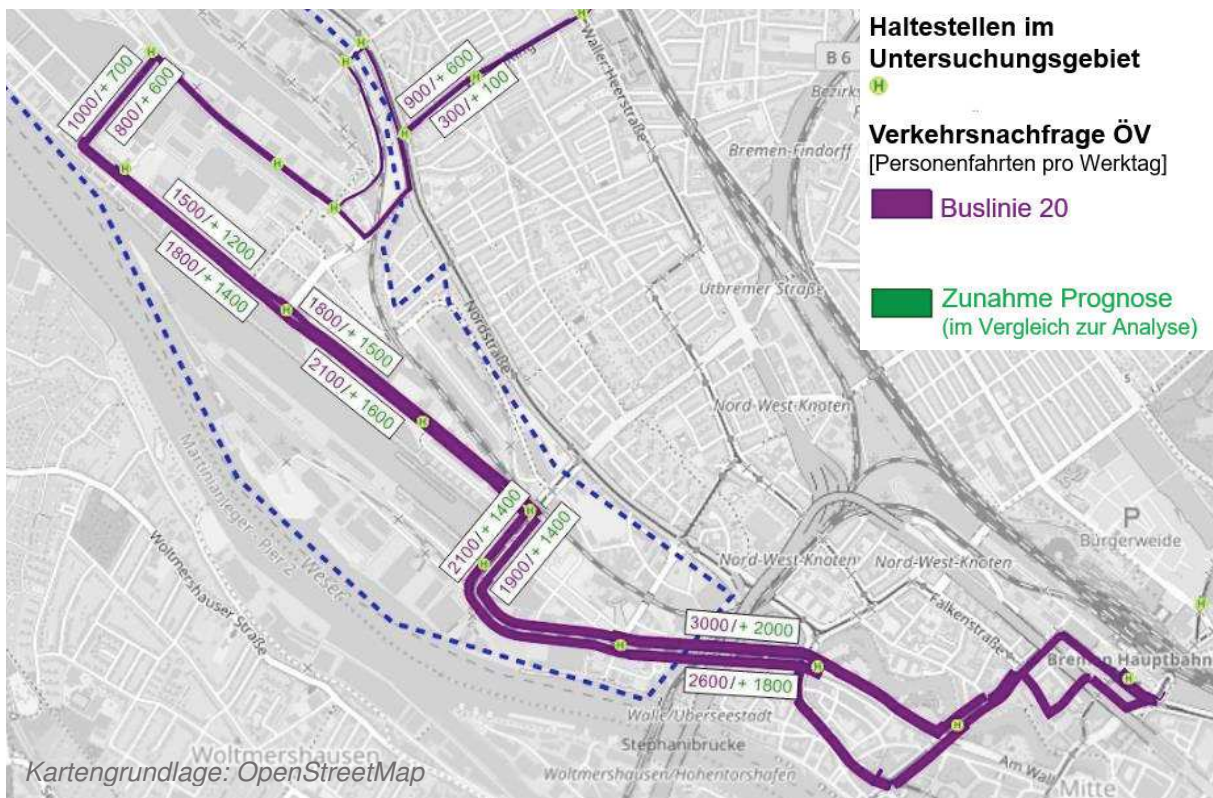 Haltestellen im
Untersuchungsgebiet
H
Verkehrsnachfrage ÖV
[Personenfahrten pro Werktag]
Buslinie 20
Zunahme Prognose
(im Vergleich zur Analyse)
1000/+ 700
800/+ 600
900/+ 600
300/+ 100
Waller Heerstraße
B 6
Bremen-Findorff
1500/+ 1200
1800/+ 1400
1800/+ 1500
2100/+ 1600
Utbremer Straße
Nordstraße
Nord-West-Knoten
2100/+ 1400
1900/+ 1400
P
Bürgerweide
Nord-West-Knoten
Nord-West-Knoten
Falkenstraße
Weser
Woltmershauser Straße
3000/+ 2000
2600/+ 1800
Bremen Hauptbahn
Walle/Überseestadt
Stephanibrücke
Woltmershausen/Hohentorshafen
Woltmershausen
Am Wall
Mitte
Kartengrundlage: OpenStreetMap